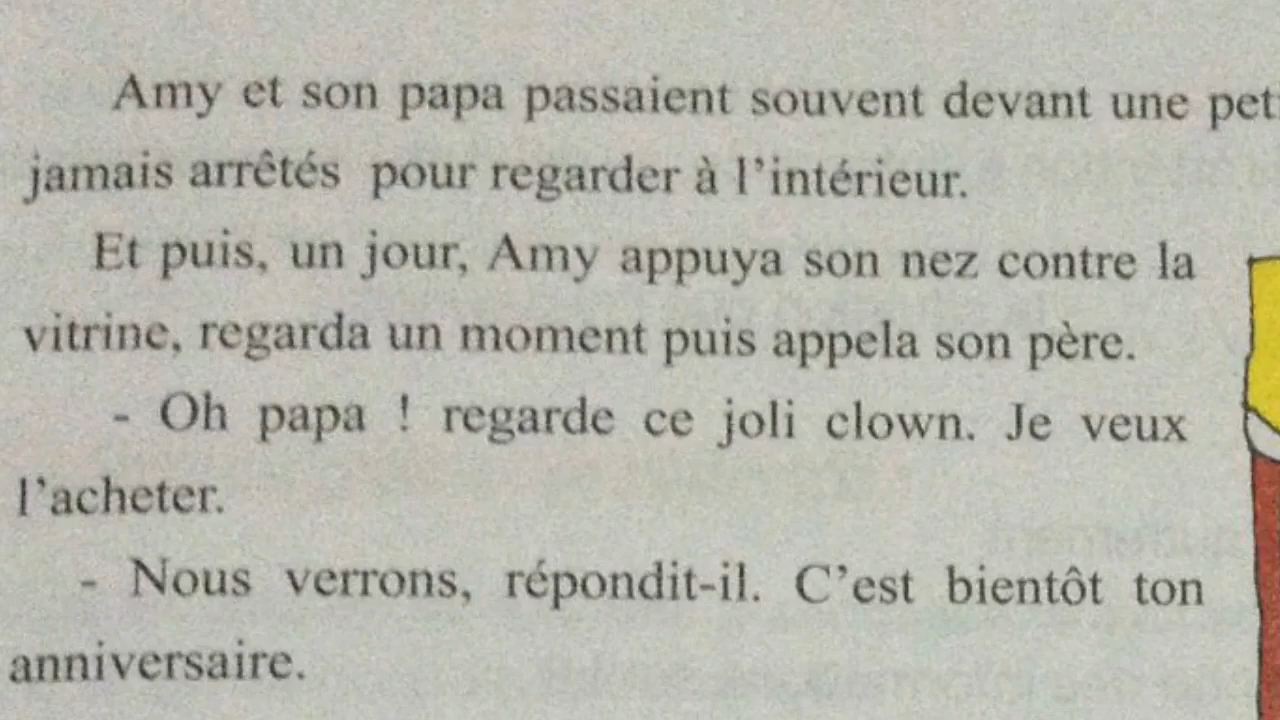 Amy et son papa passaient souvent devant une
jamais arrêtés pour regarder à l'intérieur.
Et puis, un jour, Amy appuya son nez contre la
vitrine, regarda un moment puis appela son père.
- Oh papa ! regarde ce joli clown. Je veux
l'acheter.
- Nous verrons, répondit-il. C'est bientôt ton
anniversaire.